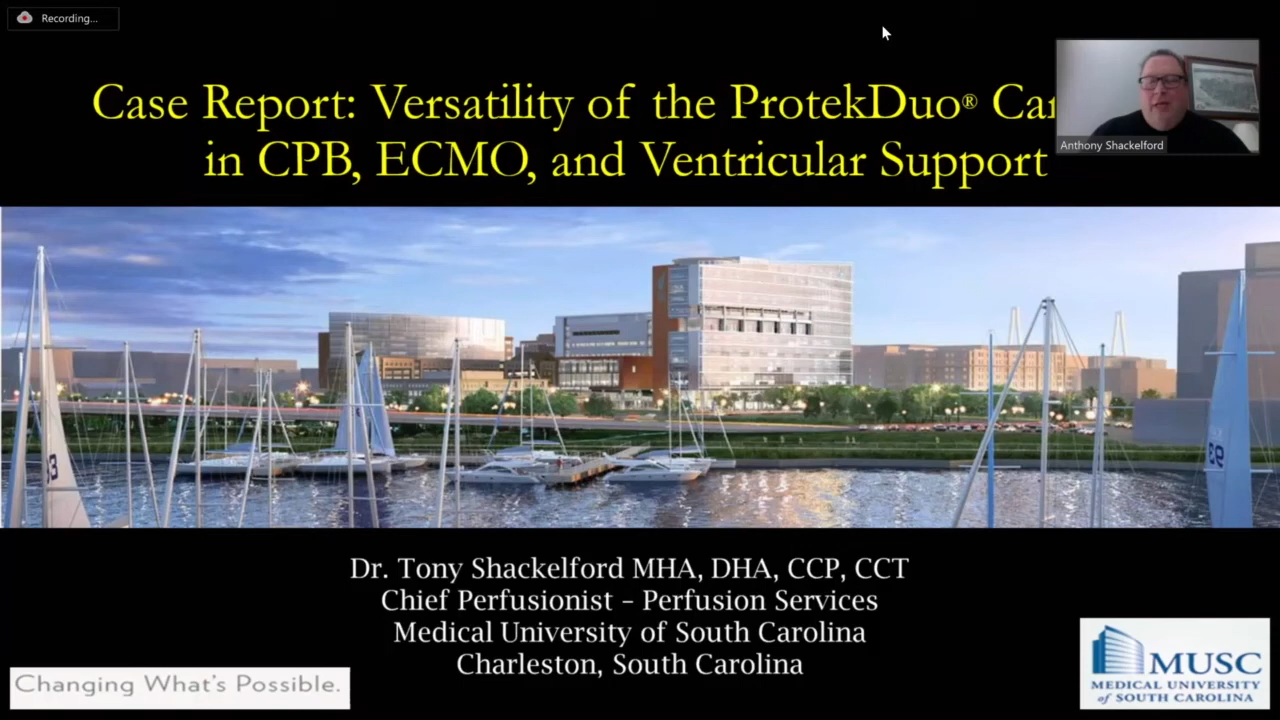 Recording...
Case Report: Versatility of the ProtekDuo®
in CPB, ECMO, and Ventricular Support
Anthony Shackelford
Dr. Tony Shackelford MHA, DHA, CCP, CCT
Chief Perfusionist – Perfusion Services
Medical University of South Carolina
Charleston, South Carolina
Changing What's Possible.
MUSC
MEDICAL UNIVERSITY
of SOUTH CAROLINA